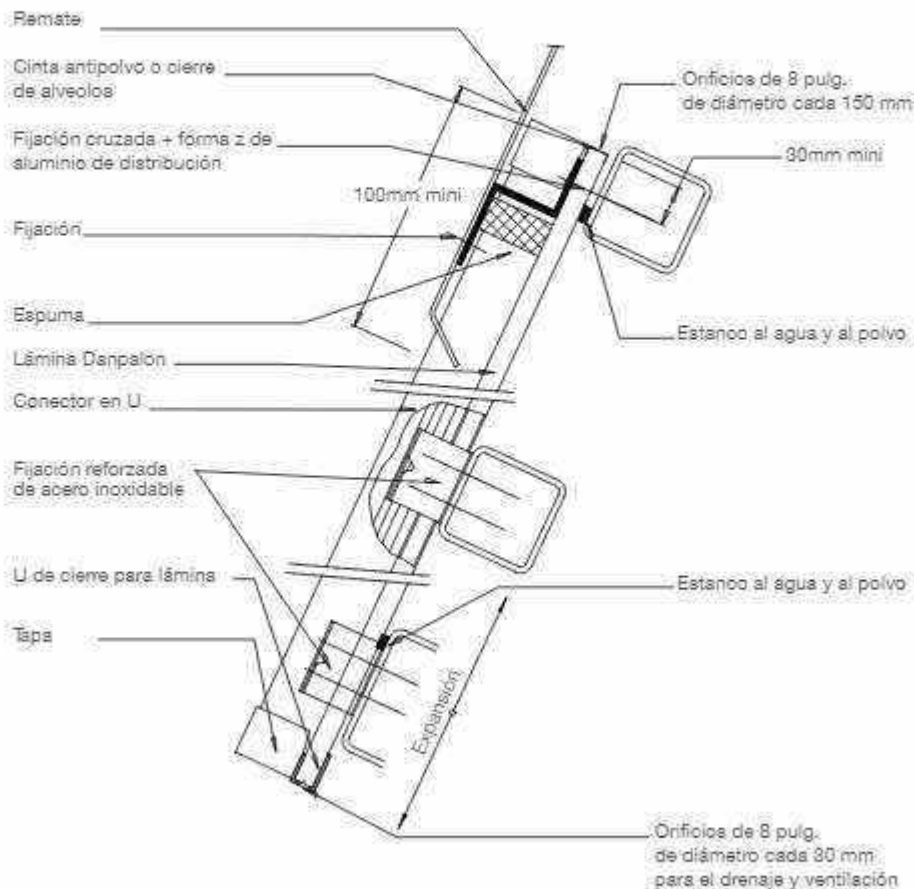 Remate
Cinta antipolvo o cierre
de alveolos
Fijación cruzada + forma z de
aluminio de distribución
Fijación
Espuma
Lámina Danpalon
Conector en U
Fijación reforzada
de acero inoxidable
U de cierre para lámina
Tapa
100mm mini
Orificios de 8 pulg.
de diámetro cada 150 mm
30mm mini
Estanco al agua y al polvo
Estanco al agua y al polvo
Expansión
Orificios de 8 pulg.
de diámetro cada 30 mm
para el drenaje y ventilación